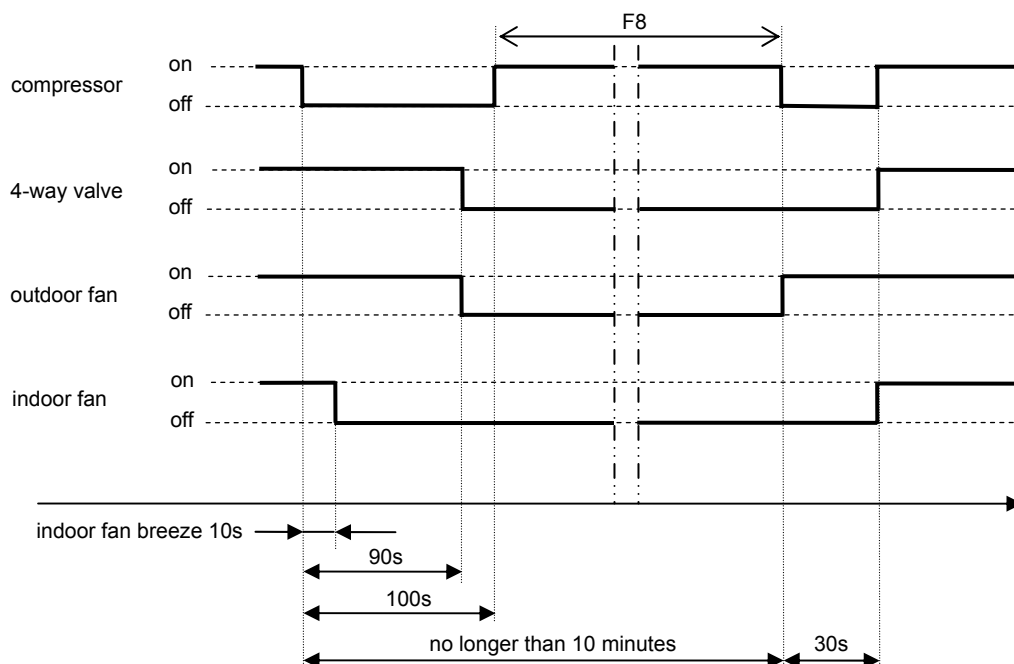 F8
compressor
on
off
4-way valve
on
off
outdoor fan
on
off
indoor fan
on
off
indoor fan breeze 10s
90s
100s
no longer than 10 minutes
30s